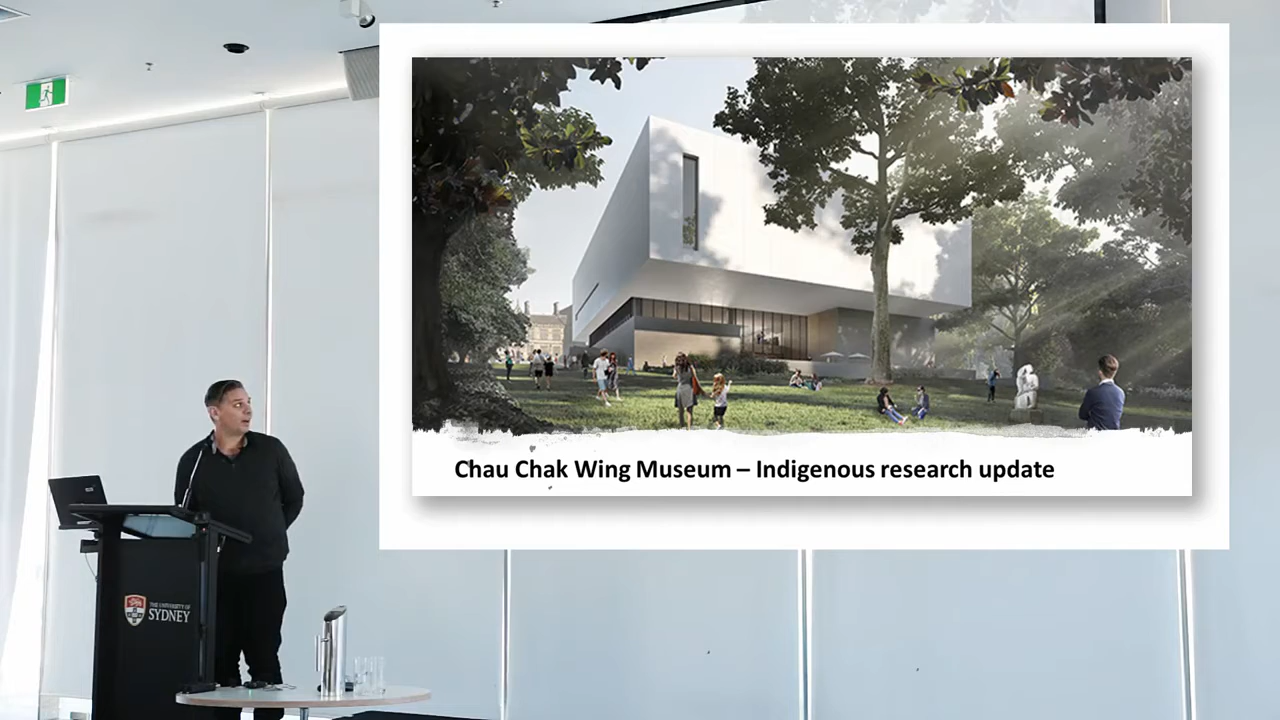 Chau Chak Wing Museum – Indigenous research update
THE UNIVERSITY OF
SYDNEY